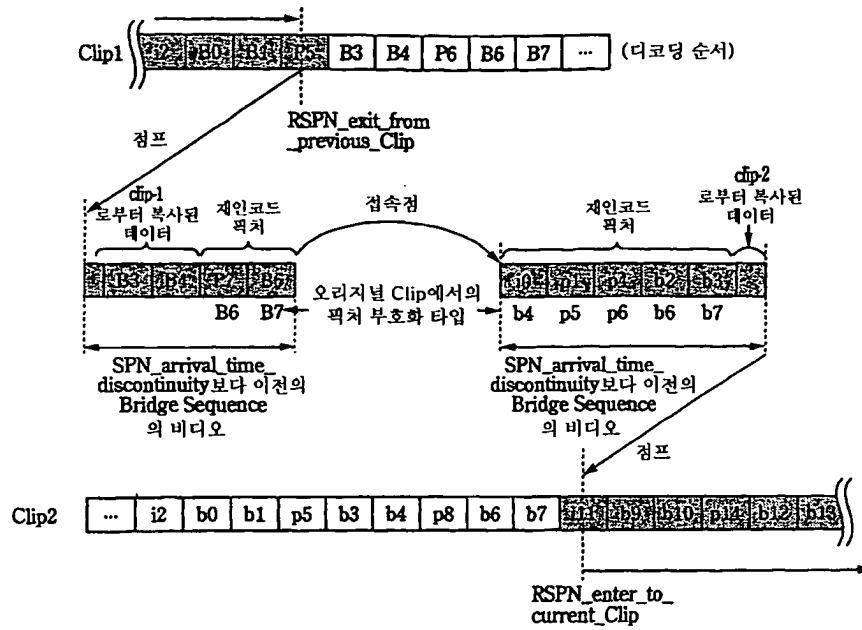 Clip1
i2 B0 B1 P5 B3 B4 P6 B6 B7 ...
(디코딩 순서)
RSPN_exit_from
_previous_Clip
점프
clip-1
로부터 복사된
데이터
재인코드
픽처
접속점
재인코드
픽처
clip-2
로부터 복사된
데이터
B3 B4
B6 B7
오리지널 Clip에서의
픽처 부호화 타입
b2
b4 p5 p6 b6 b7
SPN_arrival_time_
discontinuity보다 이전의
Bridge Sequence
의 비디오
SPN_arrival_time_
discontinuity보다 이전의
Bridge Sequence
의 비디오
점프
Clip2
... i2 b0 b1 p5 b3 b4 p8 b6 b7 i11 b9 b10 p14 b12 b13
RSPN_enter_to_
current_Clip